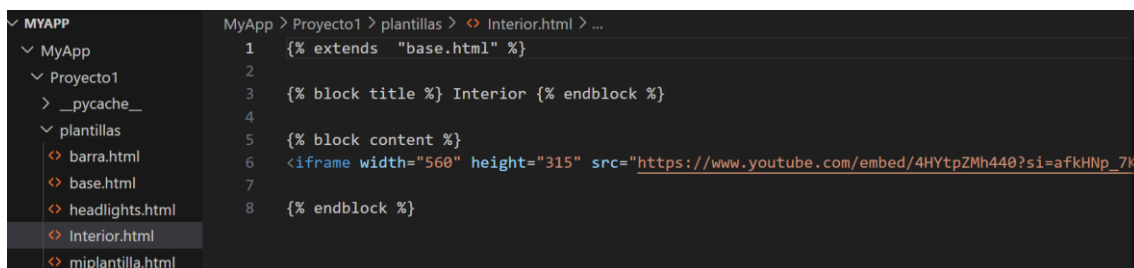 MYAPP
MyApp
Proyecto1
__pycache__
plantillas
barra.html
base.html
headlights.html
Interior.html
miplantilla.html
MyApp > Proyecto1 > plantillas > <> Interior.html > ...
1 {% extends  "base.html" %}
2
3 {% block title %} Interior {% endblock %}
4
5 {% block content %}
6 <iframe width="560" height="315" src="https://www.youtube.com/embed/4HYtpZMh440?si=afkHNp_7K
7
8 {% endblock %}